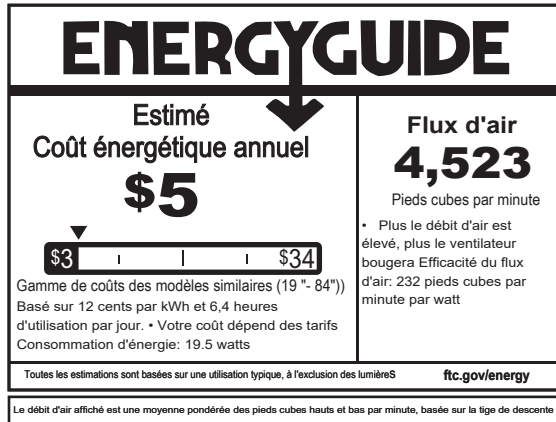 ENERGYGUIDE
Estimé
Coût énergétique annuel
$5
$3
$34
Gamme de coûts des modèles similaires (19 "- 84"))
Basé sur 12 cents par kWh et 6,4 heures
d'utilisation par jour. • Votre coût dépend des tarifs
Consommation d'énergie: 19.5 watts
Flux d'air
4,523
Pieds cubes par minute
• Plus le débit d'air est
élevé, plus le ventilateur
bougera Efficacité du flux
d'air: 232 pieds cubes par
minute par watt
Toutes les estimations sont basées sur une utilisation typique, à l'exclusion des lumièreS
ftc.gov/energy
Le débit d'air affiché est une moyenne pondérée des pieds cubes hauts et bas par minute, basée sur la tige de descente